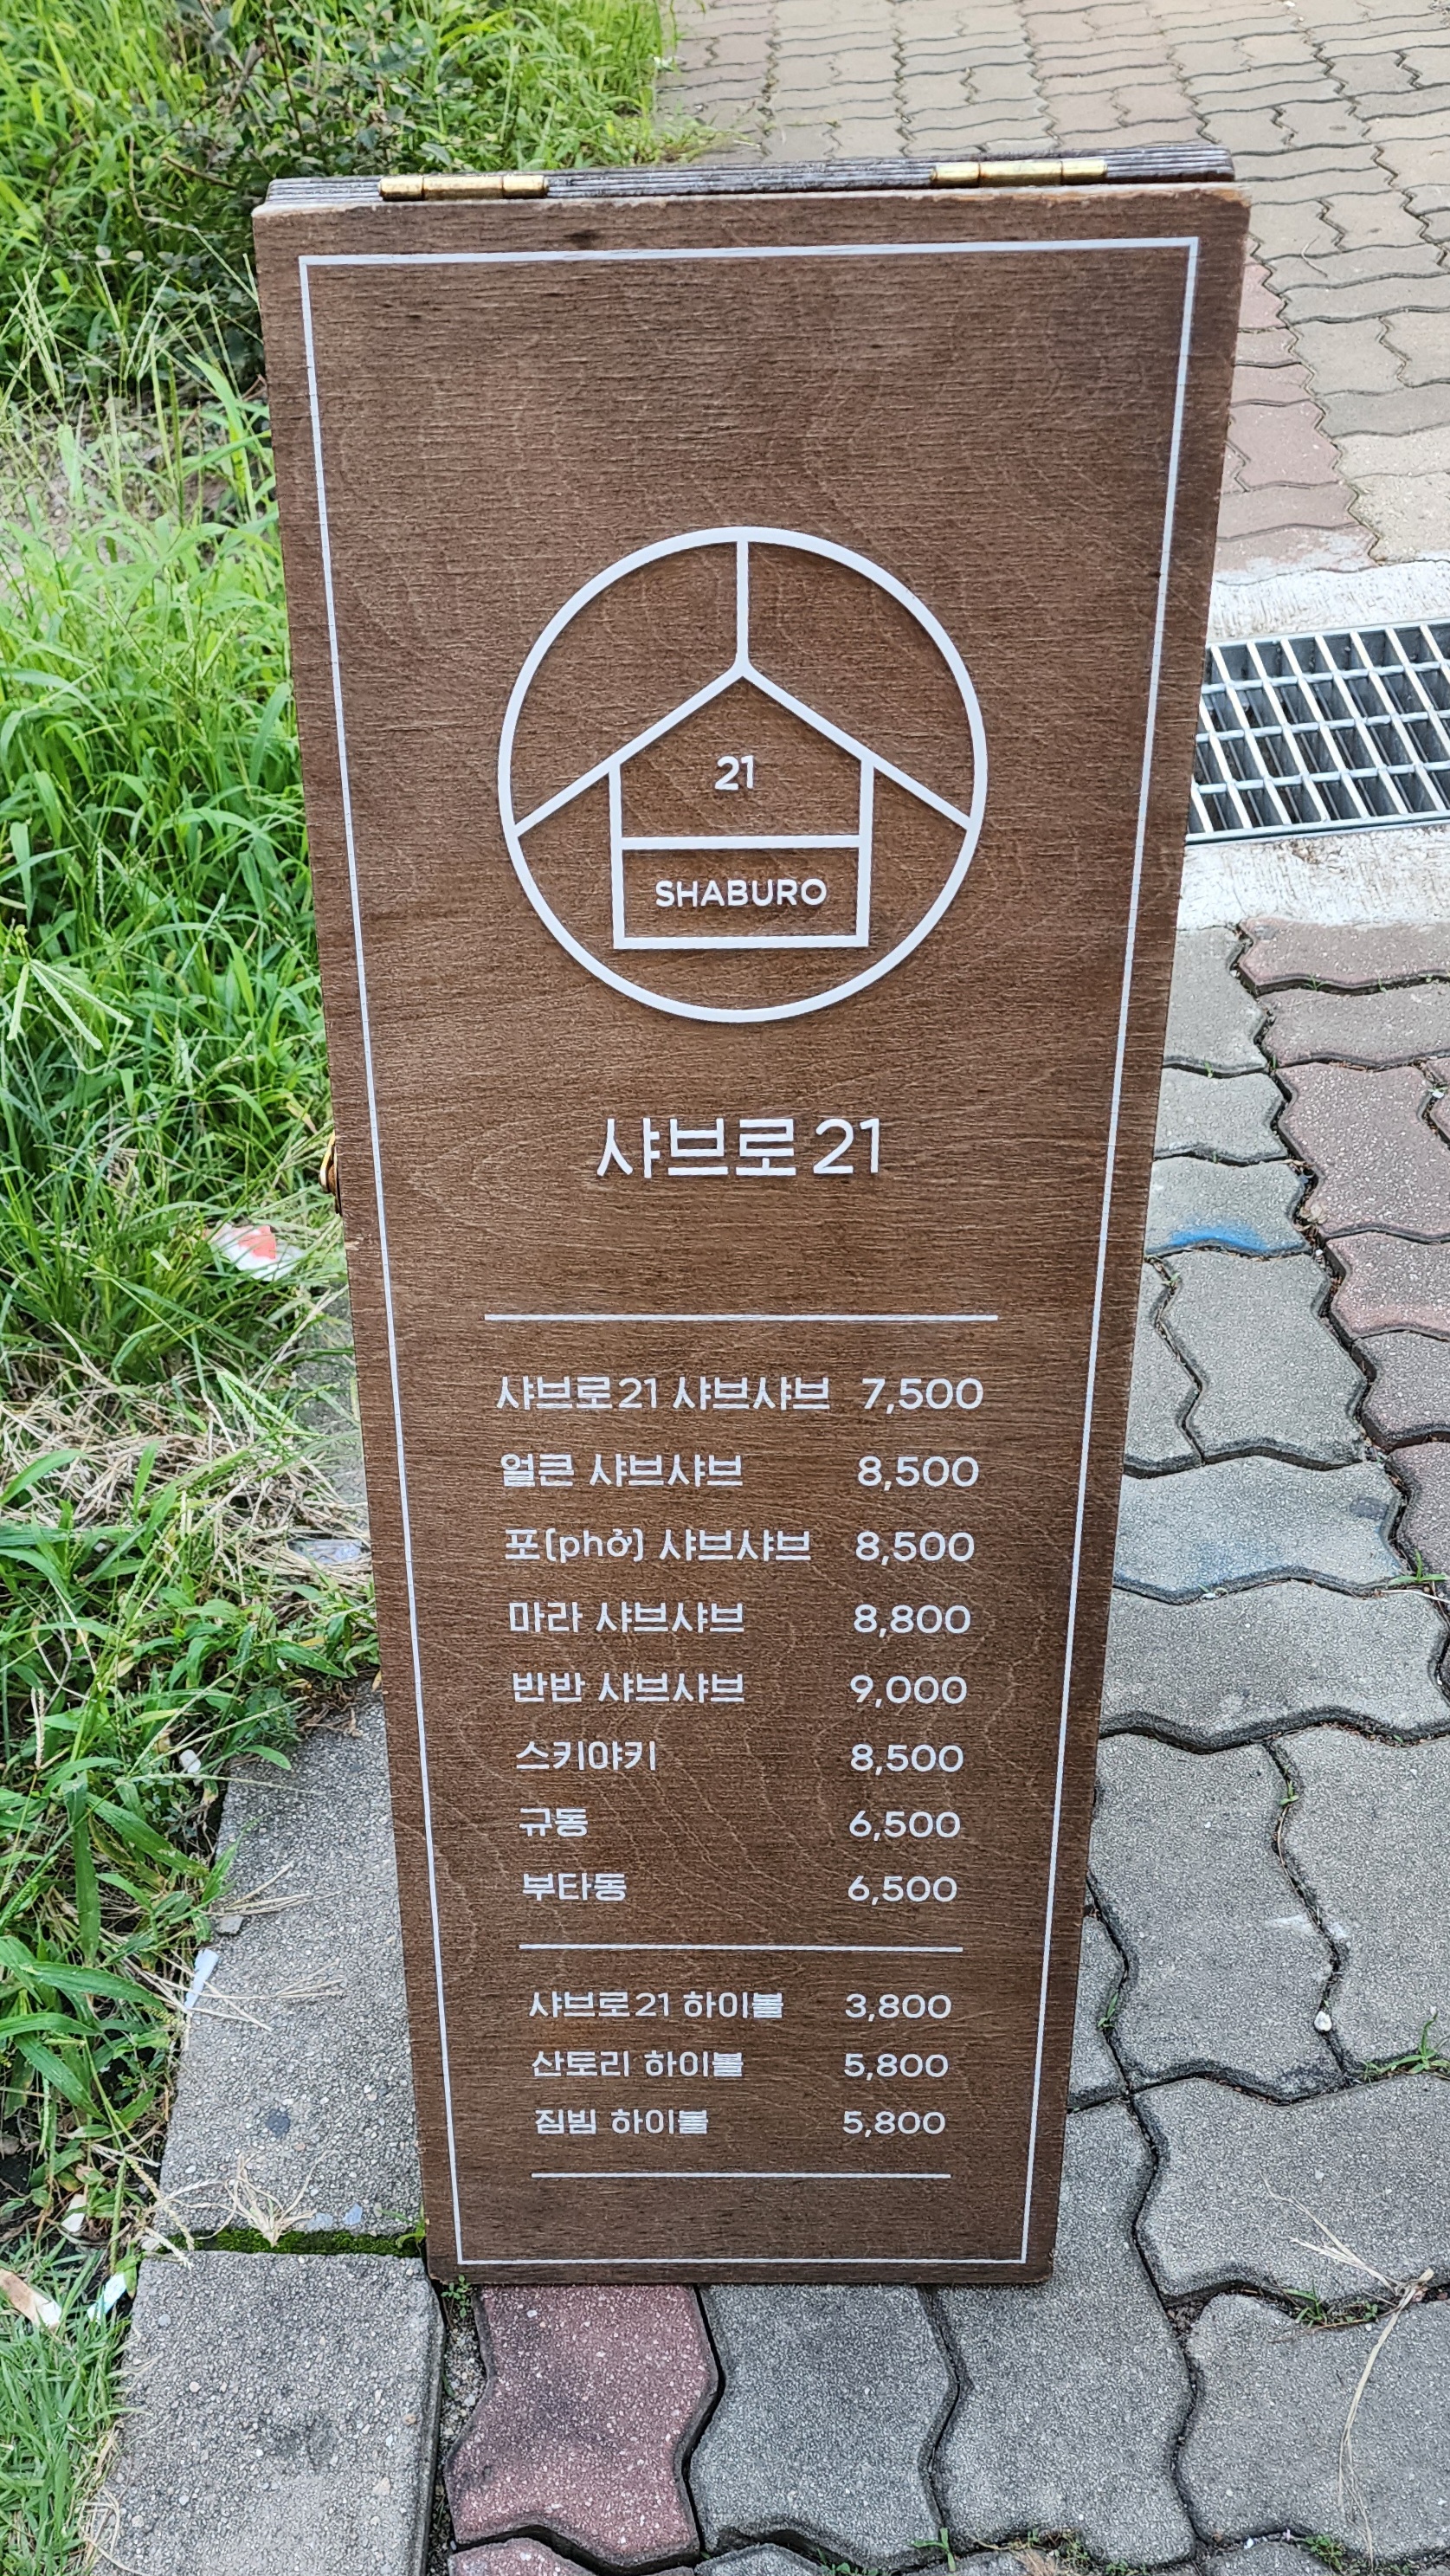 21
SHABURO
샤브로21
샤브로21 샤브샤브 7,500
얼큰 샤브샤브 8,500
포(phở) 샤브샤브 8,500
마라 샤브샤브 8,800
반반 샤브샤브 9,000
스키야키 8,500
규동 6,500
부타동 6,500
샤브로21 하이볼 3,800
산토리 하이볼 5,800
짐빔 하이볼 5,800